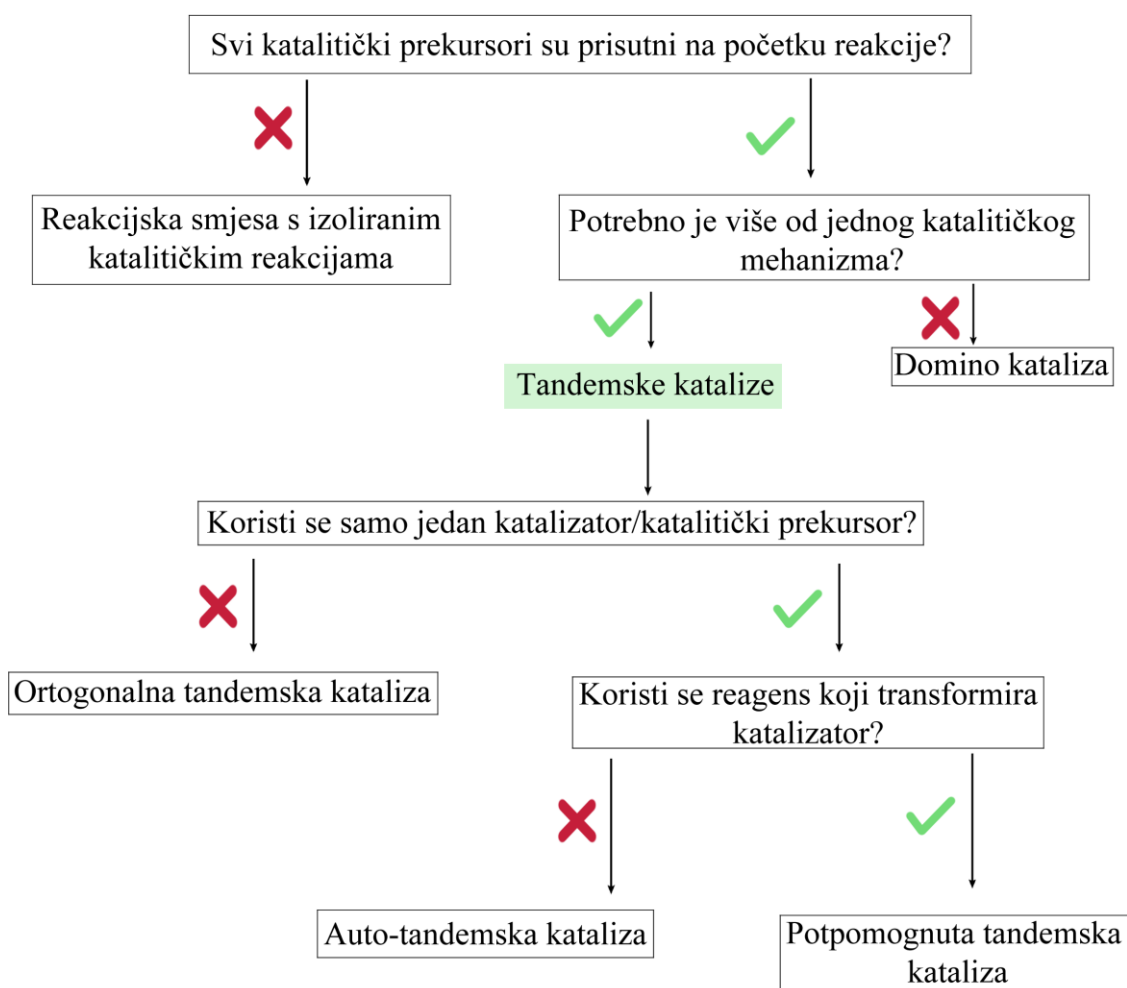 Svi katalitički prekursori su prisutni na početku reakcije?
Reakcijska smjesa s izoliranim
katalitičkim reakcijama
Potrebno je više od jednog katalitičkog
mehanizma?
Domino kataliza
Tandemske katalize
Koristi se samo jedan katalizator/katalitički prekursor?
Ortogonalna tandemska kataliza
Koristi se reagens koji transformira
katalizator?
Auto-tandemska kataliza
Potpomognuta tandemska
kataliza